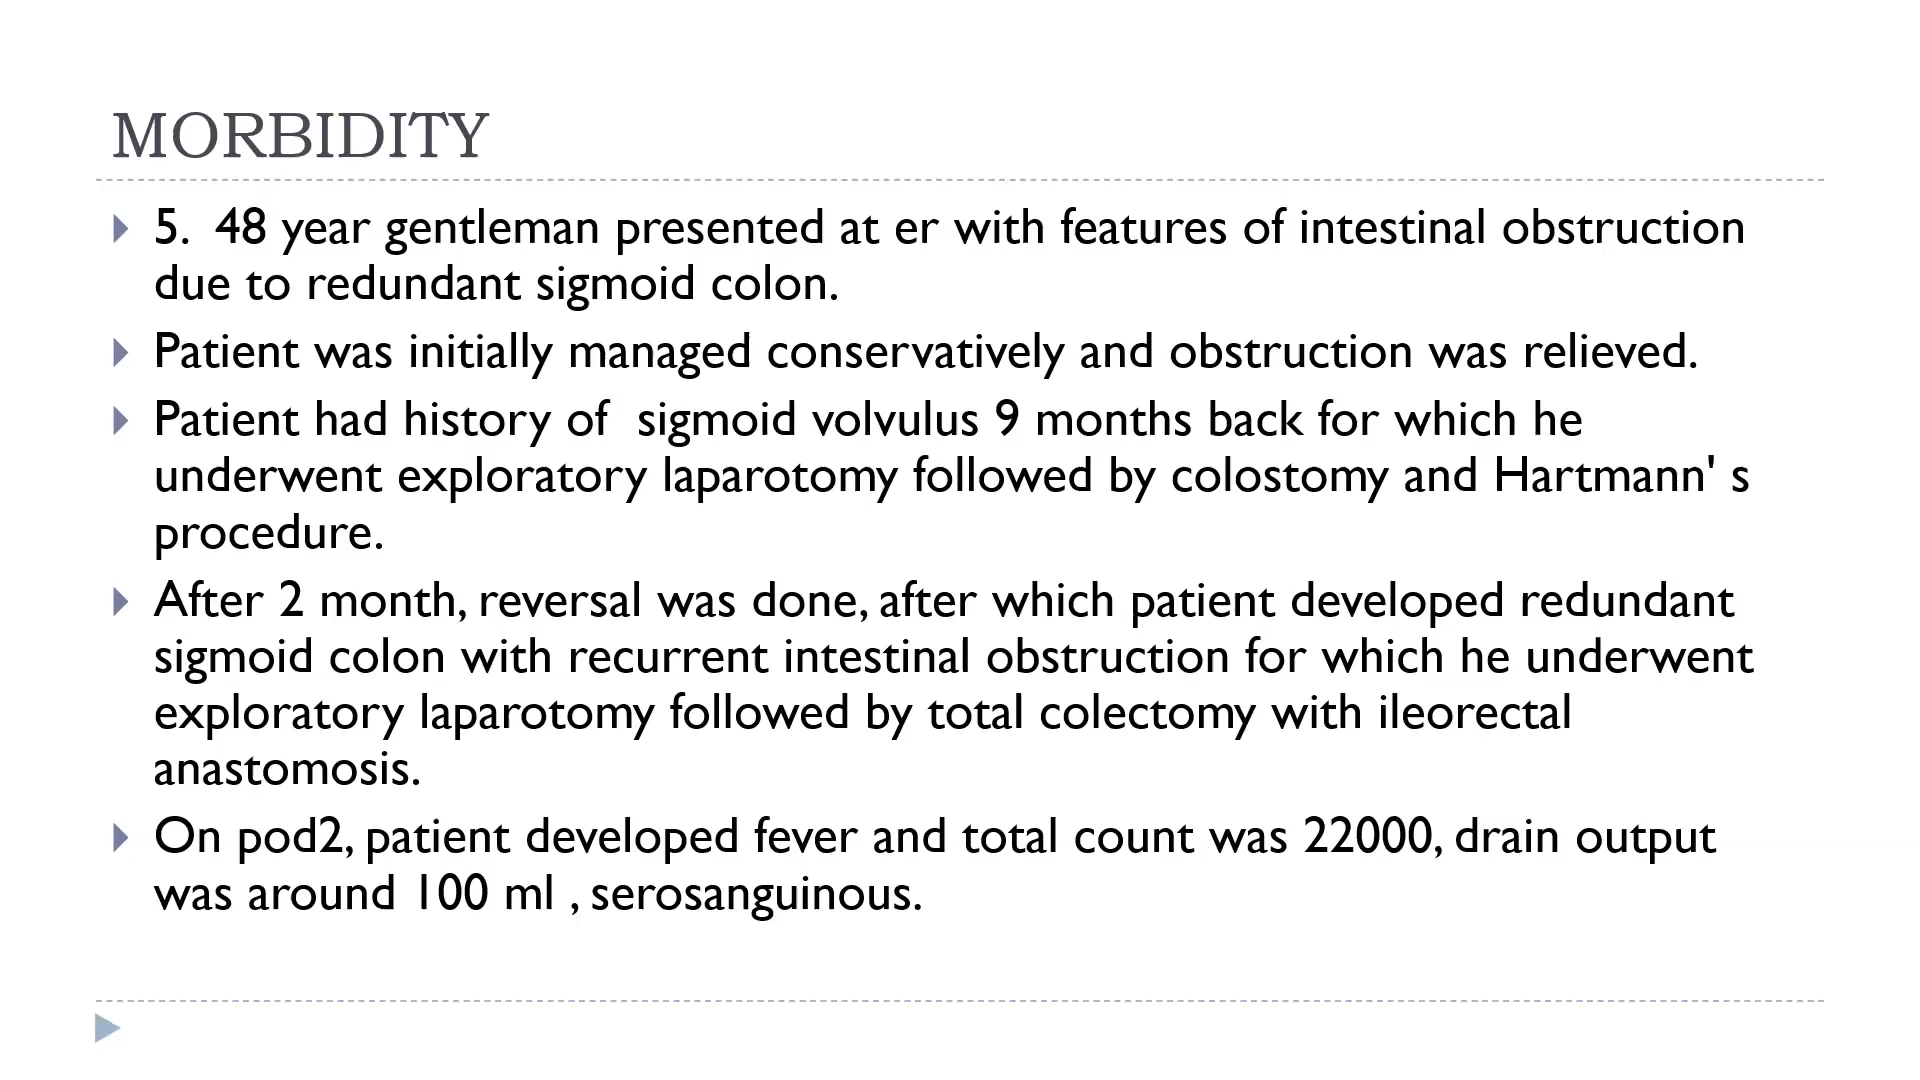 MORBIDITY
5.  48 year gentleman presented at er with features of intestinal obstruction
due to redundant sigmoid colon.
Patient was initially managed conservatively and obstruction was relieved.
Patient had history of  sigmoid volvulus 9 months back for which he
underwent exploratory laparotomy followed by colostomy and Hartmann' s
procedure.
After 2 month, reversal was done, after which patient developed redundant
sigmoid colon with recurrent intestinal obstruction for which he underwent
exploratory laparotomy followed by total colectomy with ileorectal
anastomosis.
On pod2, patient developed fever and total count was 22000, drain output
was around 100 ml , serosanguinous.